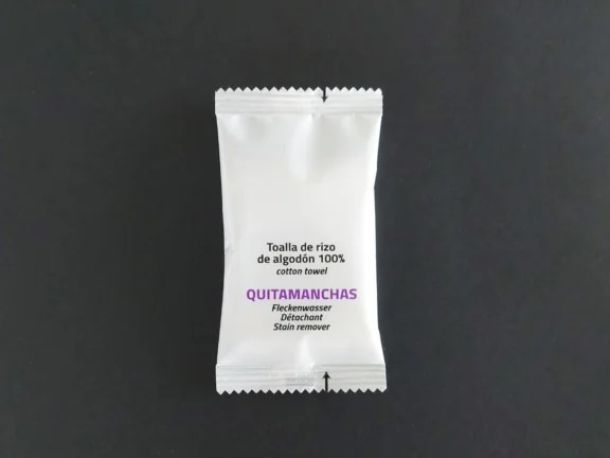 Toalla de rizo
de algodón 100%
cotton towel
QUITAMANCHAS
Fleckenwasser
Détachant
Stain remover